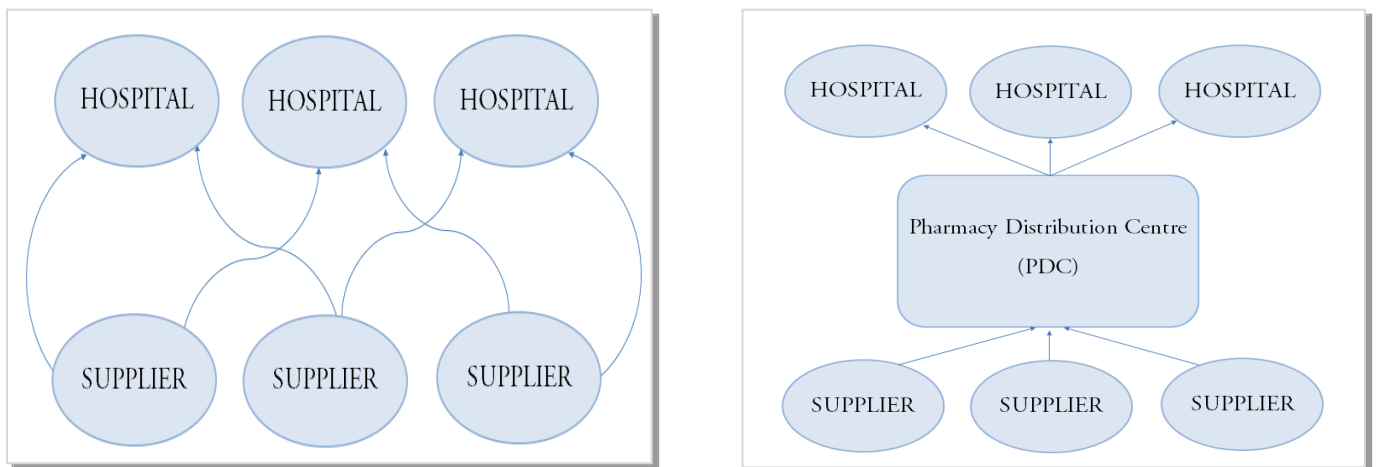 HOSPITAL
HOSPITAL
HOSPITAL
SUPPLIER
SUPPLIER
SUPPLIER
HOSPITAL
HOSPITAL
HOSPITAL
Pharmacy Distribution Centre
(PDC)
SUPPLIER
SUPPLIER
SUPPLIER